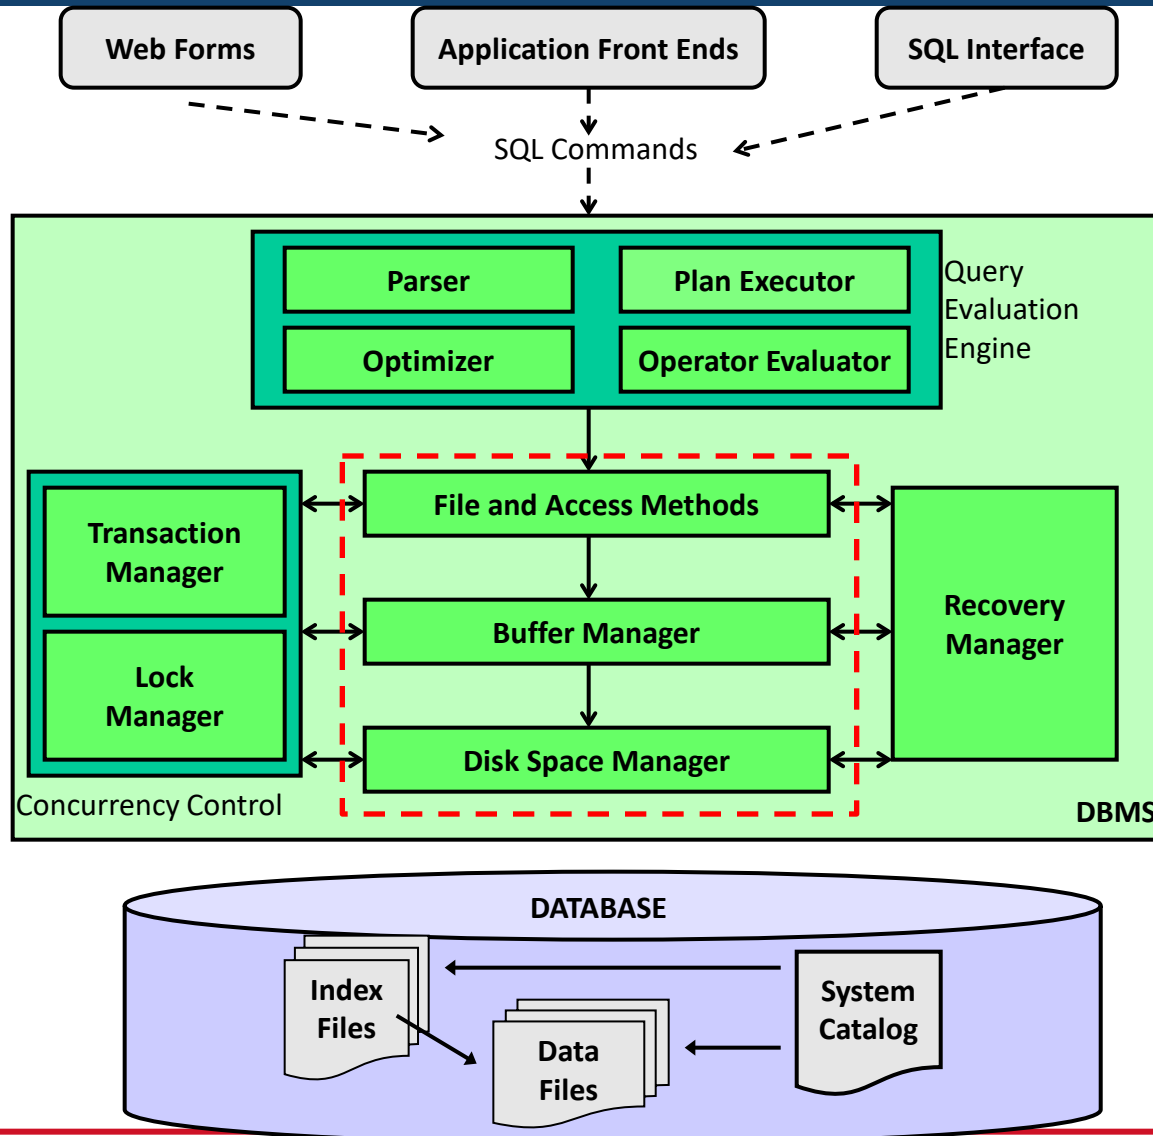 Web Forms
Application Front Ends
SQL Interface
SQL Commands
Parser
Plan Executor
Optimizer
Operator Evaluator
Query
Evaluation
Engine
Transaction
Manager
Lock
Manager
Concurrency Control
File and Access Methods
Buffer Manager
Disk Space Manager
Recovery
Manager
DBMS
DATABASE
Index
Files
Data
Files
System
Catalog